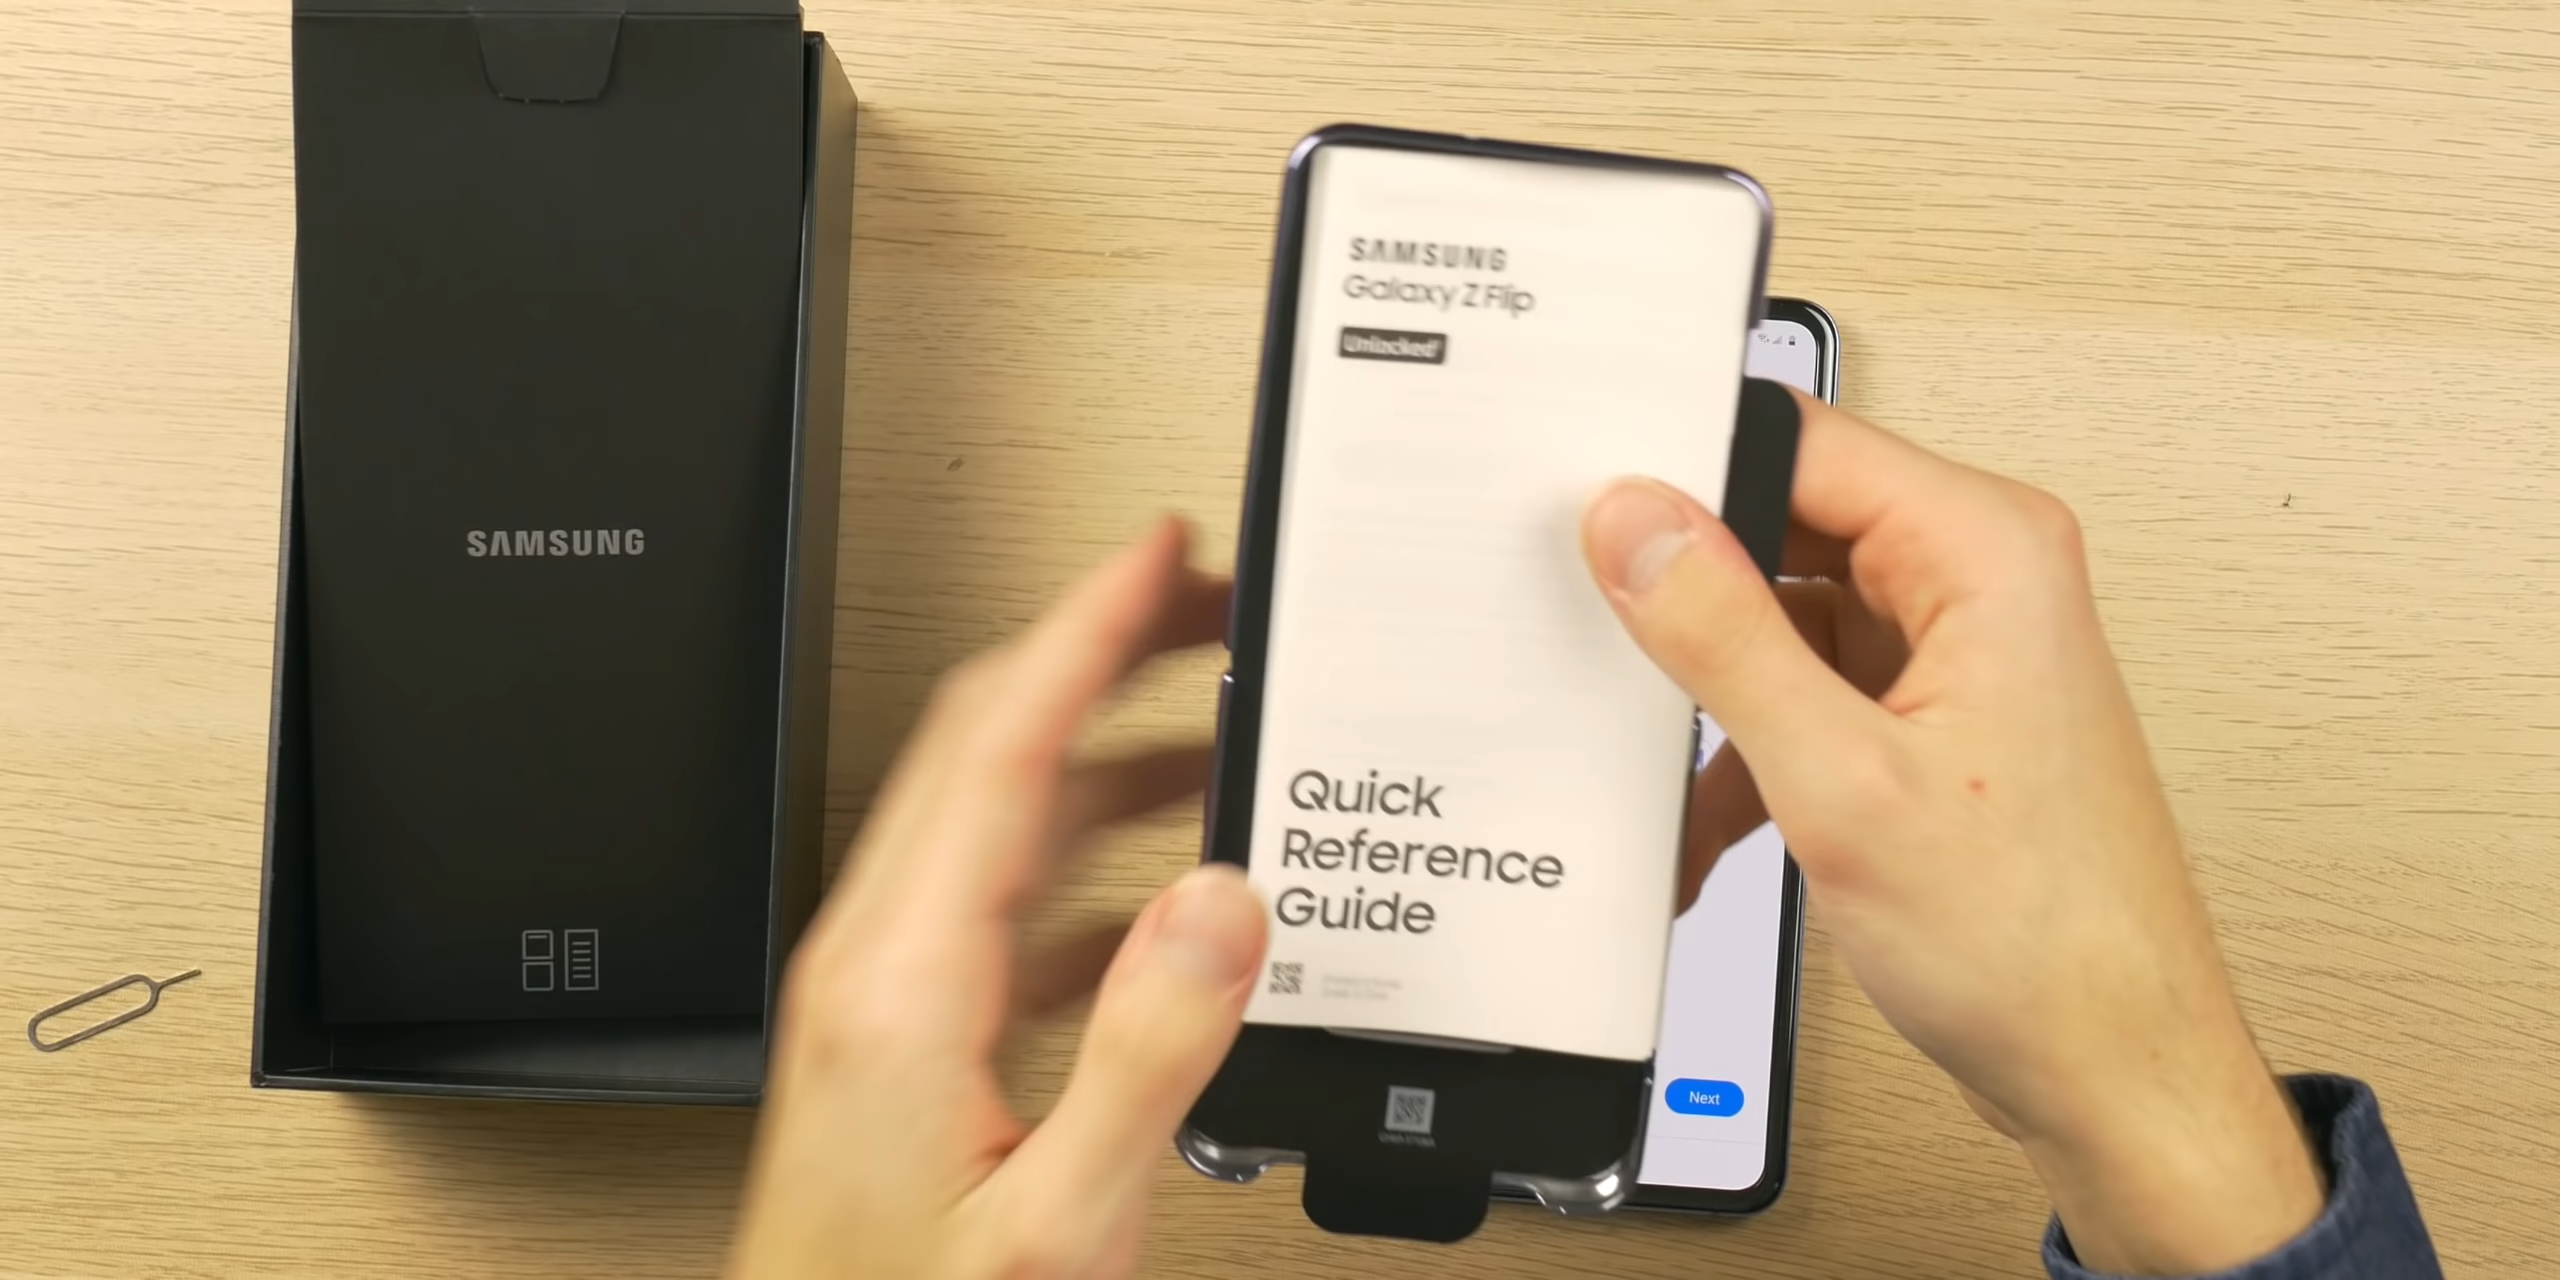 SAMSUNG
SAMSUNG
Galaxy Z Flip
Unlocked
Quick
Reference
Guide
Next